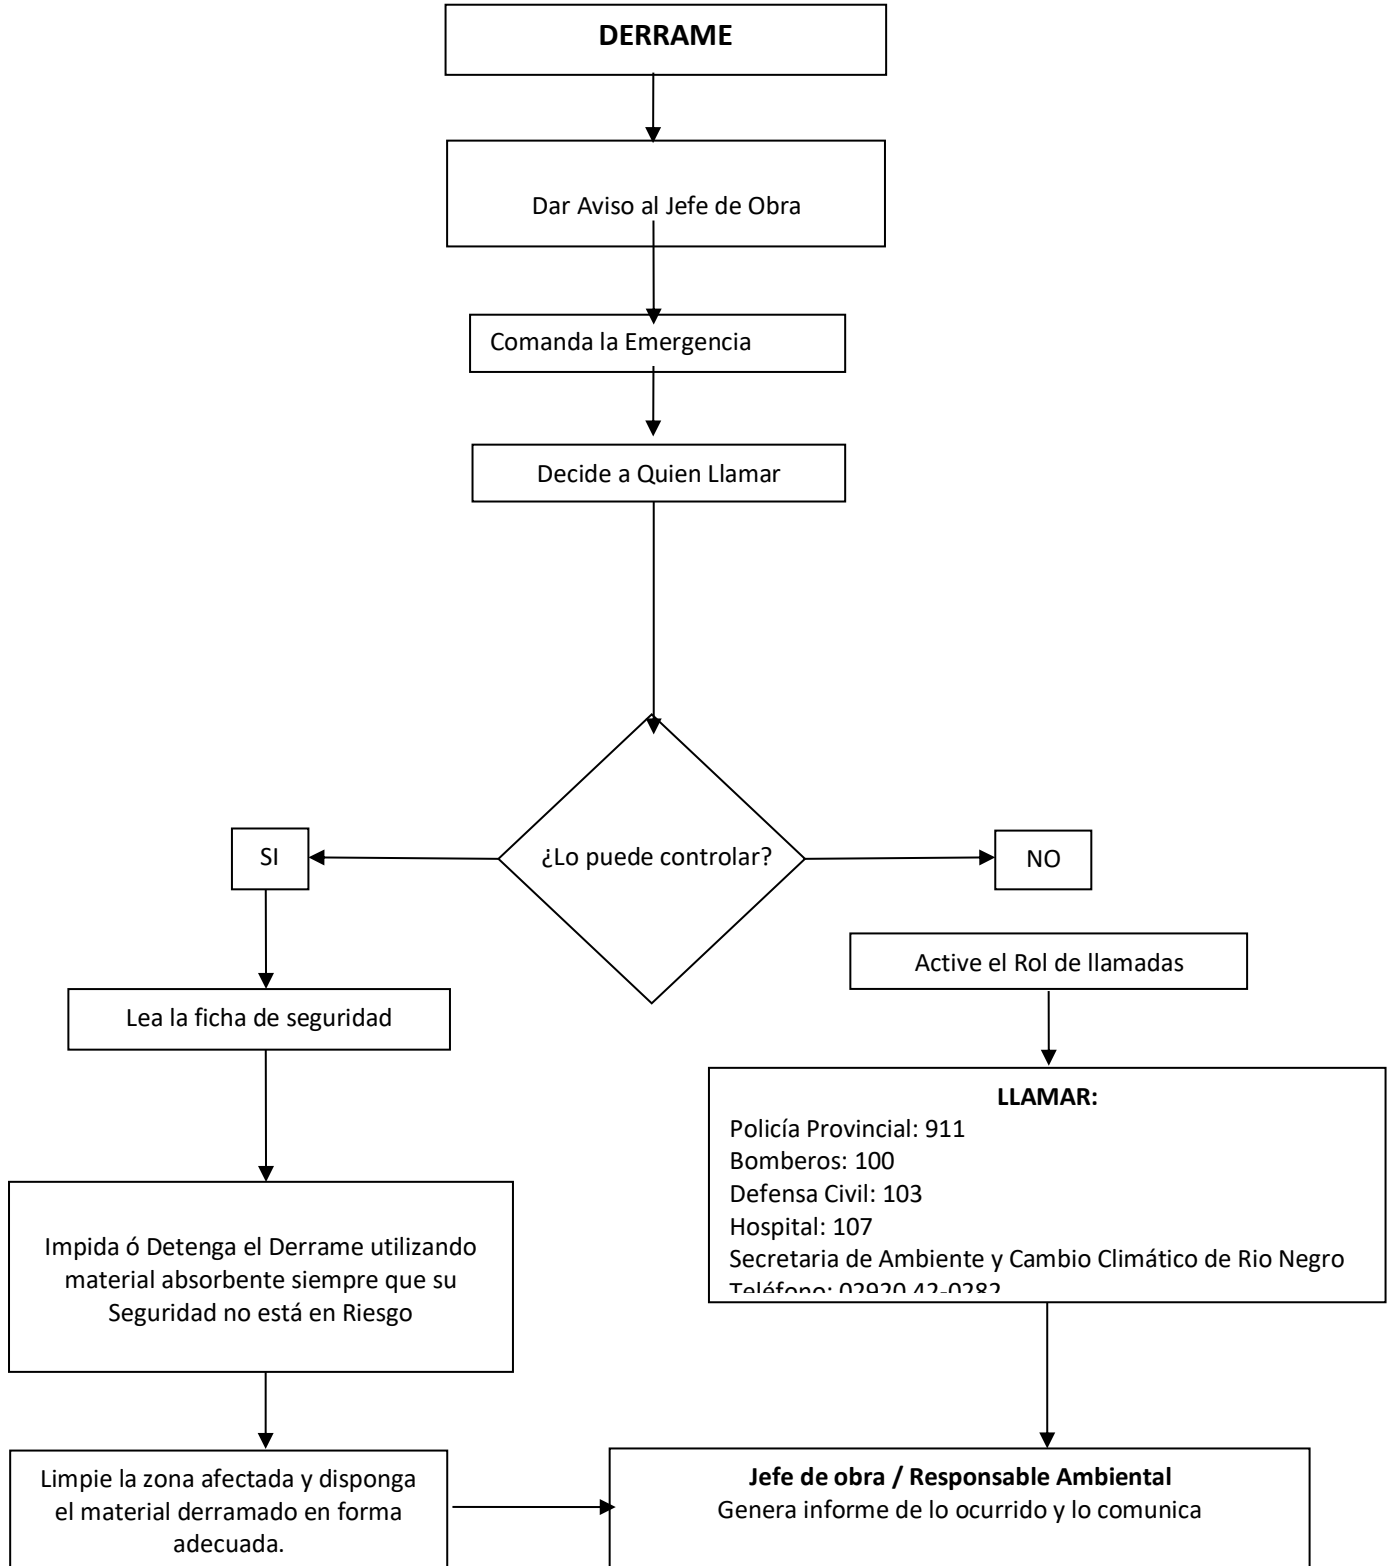 DERRAME
Dar Aviso al Jefe de Obra
Comanda la Emergencia
Decide a Quien Llamar
¿Lo puede controlar?
SI
NO
Active el Rol de llamadas
Lea la ficha de seguridad
LLAMAR:
Policía Provincial: 911
Bomberos: 100
Defensa Civil: 103
Hospital: 107
Secretaria de Ambiente y Cambio Climático de Rio Negro
Teléfono: 02920 42-0282
Impida ó Detenga el Derrame utilizando
material absorbente siempre que su
Seguridad no está en Riesgo
Limpie la zona afectada y disponga
el material derramado en forma
adecuada.
Jefe de obra / Responsable Ambiental
Genera informe de lo ocurrido y lo comunica